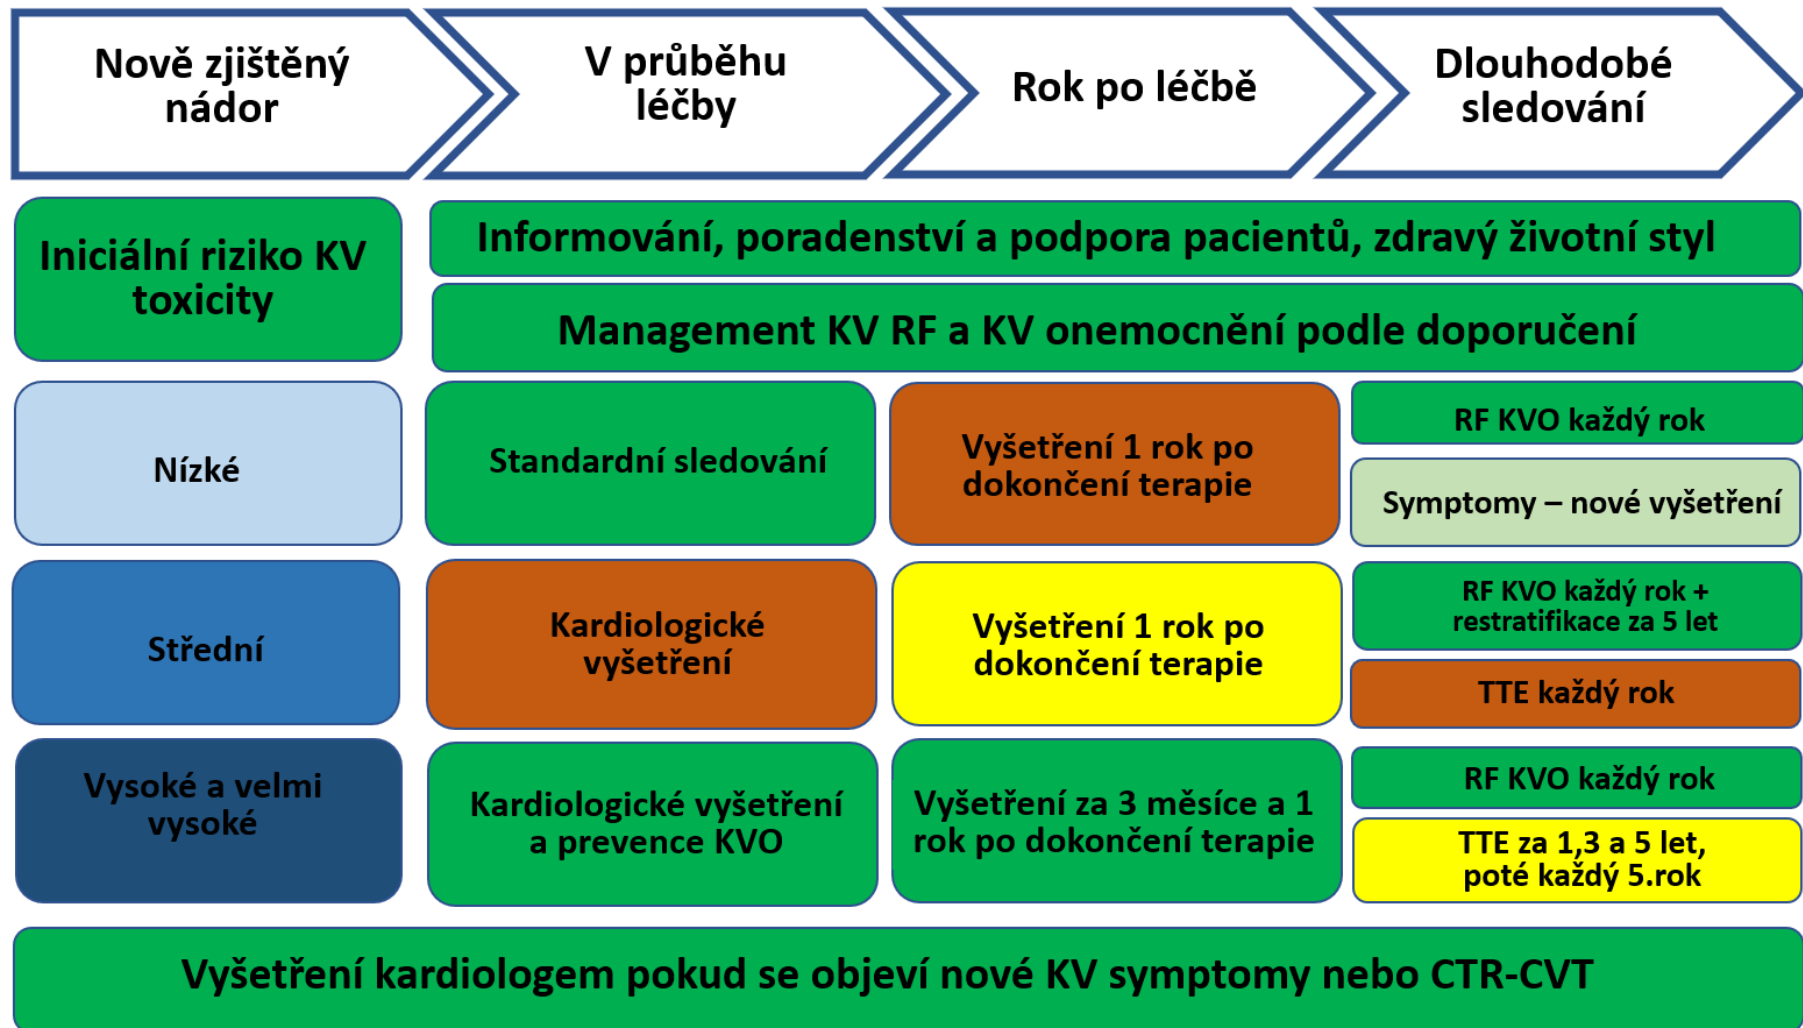 Nově zjištěný
nádor
V průběhu
léčby
Rok po léčbě
Dlouhodobé
sledování
Iniciální riziko KV
toxicity
Informování, poradenství a podpora pacientů, zdravý životní styl
Management KV RF a KV onemocnění podle doporučení
Nízké
Standardní sledování
Vyšetření 1 rok po
dokončení terapie
RF KVO každý rok
Symptomy – nové vyšetření
Střední
Kardiologické
vyšetření
Vyšetření 1 rok po
dokončení terapie
RF KVO každý rok +
restratifikace za 5 let
TTE každý rok
Vysoké a velmi
vysoké
Kardiologické vyšetření
a prevence KVO
Vyšetření za 3 měsíce a 1
rok po dokončení terapie
RF KVO každý rok
TTE za 1,3 a 5 let,
poté každý 5.rok
Vyšetření kardiologem pokud se objeví nové KV symptomy nebo CTR-CVT